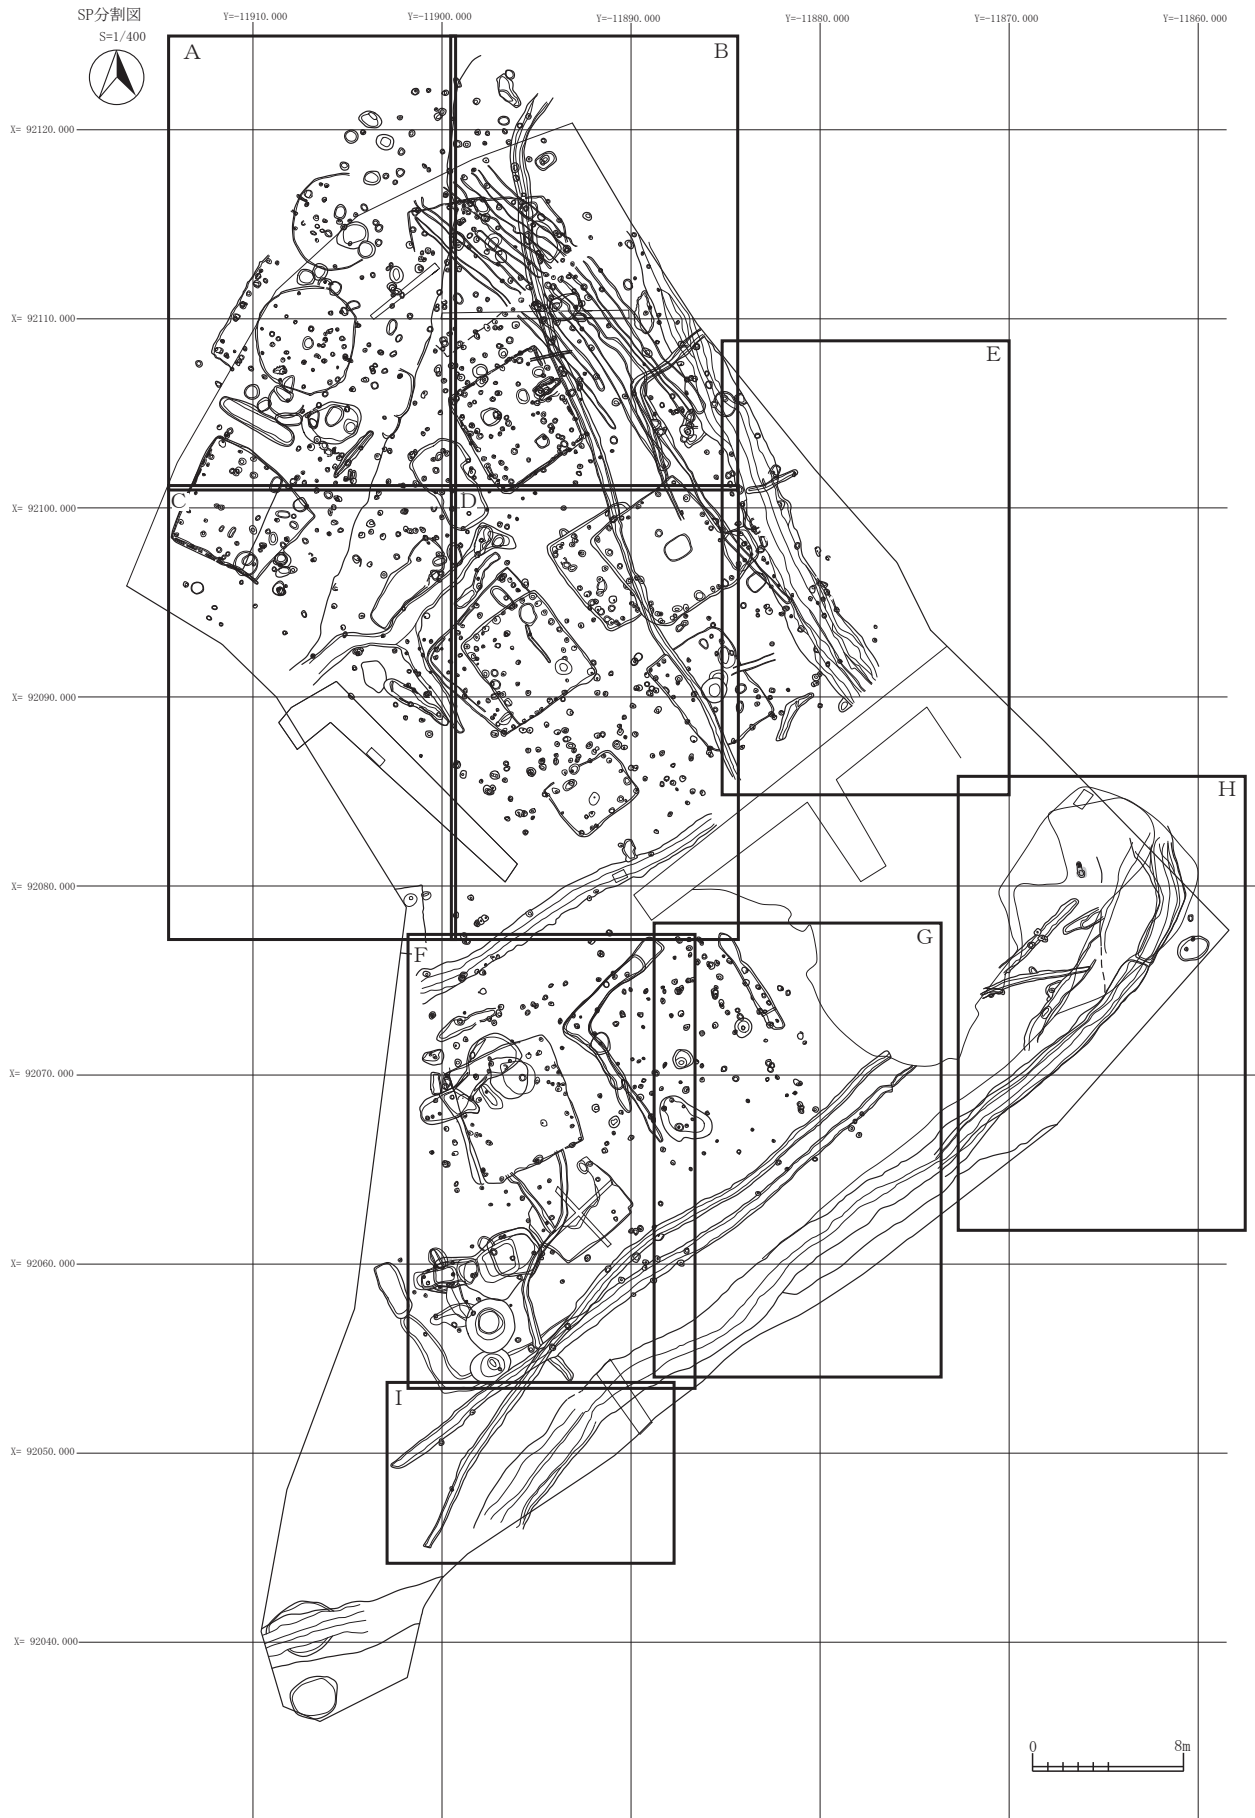 SP分割図
S=1/400
Y=-11910.000 Y=-11900.000 Y=-11890.000 Y=-11880.000 Y=-11870.000 Y=-11860.000
A
B
X= 92120.000
X= 92110.000
E
C
D
X= 92100.000
X= 92090.000
H
X= 92080.000
F
G
X= 92070.000
X= 92060.000
I
X= 92050.000
X= 92040.000
0 8m